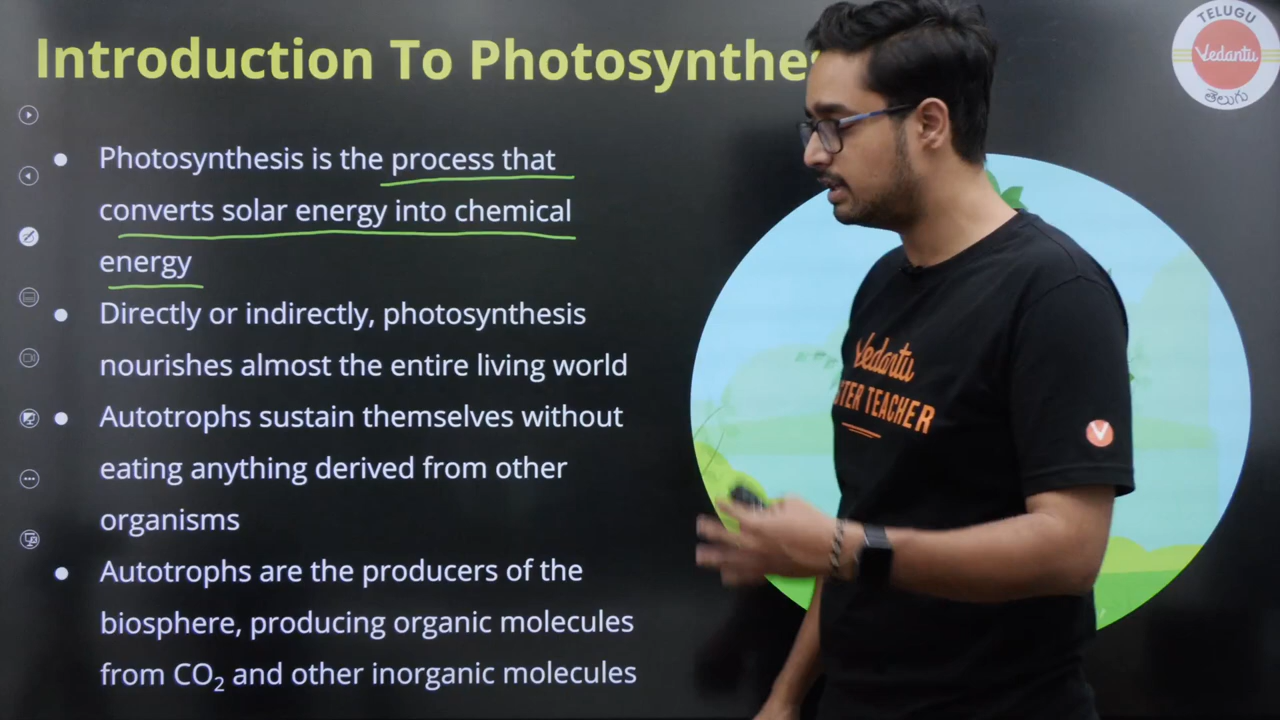 Introduction To Photosynthe
• Photosynthesis is the process that
converts solar energy into chemical
energy
• Directly or indirectly, photosynthesis
nourishes almost the entire living world
• Autotrophs sustain themselves without
eating anything derived from other
organisms
• Autotrophs are the producers of the
biosphere, producing organic molecules
from CO₂ and other inorganic molecules
TELUGU
Vedantu
తెలుగు
Vedantu
STER TEACHER
V